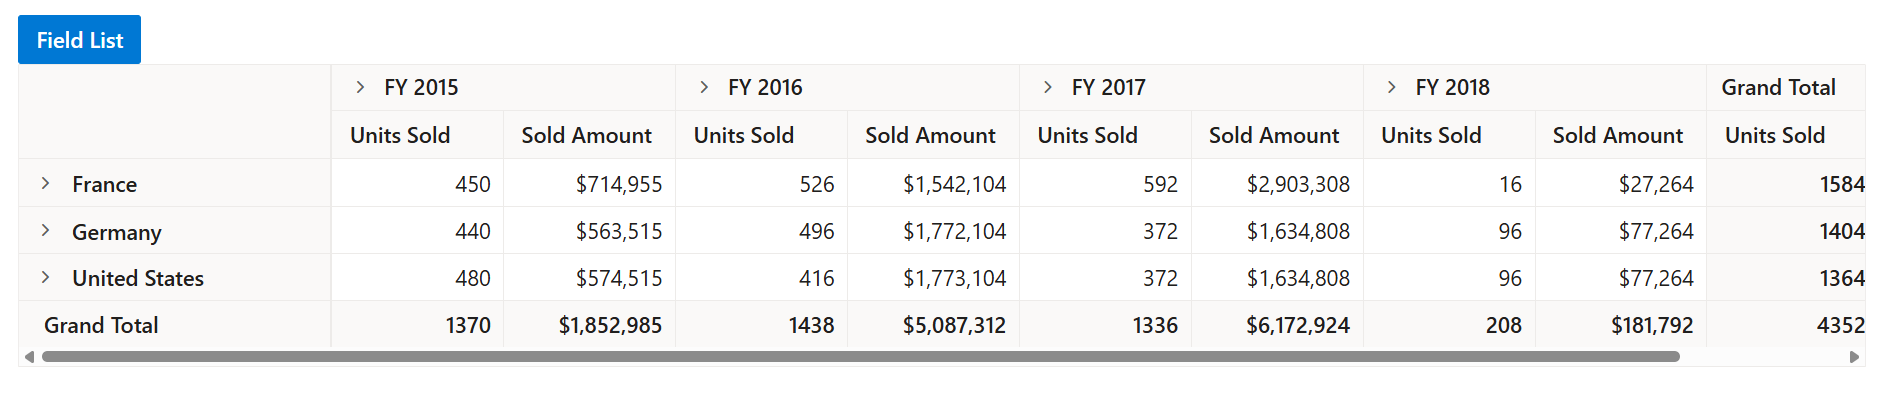 Field List
FY 2015 FY 2016 FY 2017 FY 2018 Grand Total
Units Sold Sold Amount Units Sold Sold Amount Units Sold Sold Amount Units Sold Sold Amount Units Sold
France 450 $714,955 526 $1,542,104 592 $2,903,308 16 $27,264 1584
Germany 440 $563,515 496 $1,772,104 372 $1,634,808 96 $77,264 1404
United States 480 $574,515 416 $1,773,104 372 $1,634,808 96 $77,264 1364
Grand Total 1370 $1,852,985 1438 $5,087,312 1336 $6,172,924 208 $181,792 4352